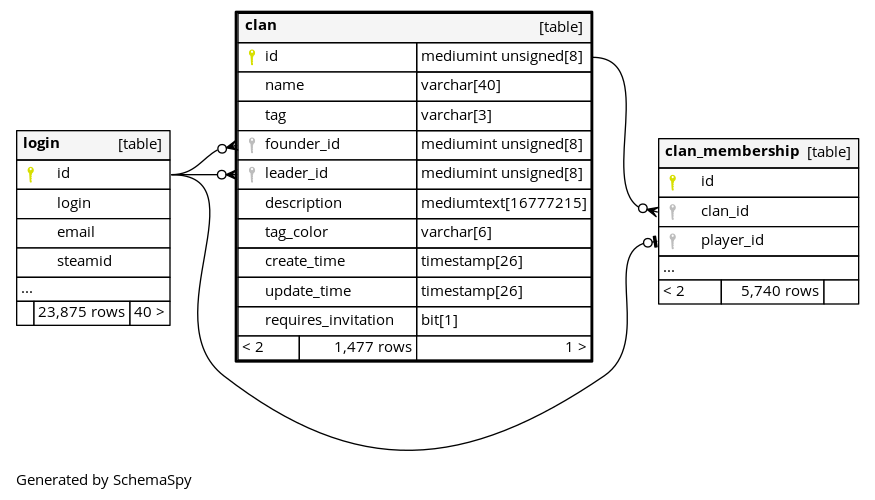 clan [table]
id mediumint unsigned[8]
name varchar[40]
tag varchar[3]
founder_id mediumint unsigned[8]
leader_id mediumint unsigned[8]
description mediumtext[16777215]
tag_color varchar[6]
create_time timestamp[26]
update_time timestamp[26]
requires_invitation bit[1]
< 2 1,477 rows 1 >
login [table]
id
login
email
steamid
...
23,875 rows 40 >
clan_membership [table]
id
clan_id
player_id
...
< 2 5,740 rows
Generated by SchemaSpy